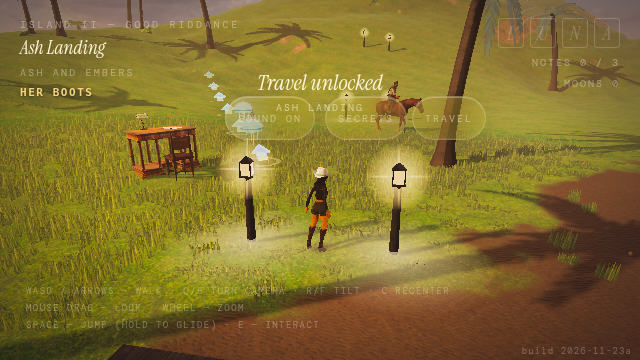 ISLAND II — GOOD RIDDANCE
Ash Landing
ASH AND EMBERS
HER BOOTS
L U N A
NOTES 0 / 3
MOONS 0
Travel unlocked
ASH LANDING
BOUND ON
SECRETS
TRAVEL
WASD / ARROWS — WALK
TURN CAMERA - R/F TILT - C RECENTER
MOUSE DRAG — LOOK
WHEEL — ZOOM
SPACE — JUMP (HOLD TO GLIDE) - E — INTERACT
build 2026-11-23a